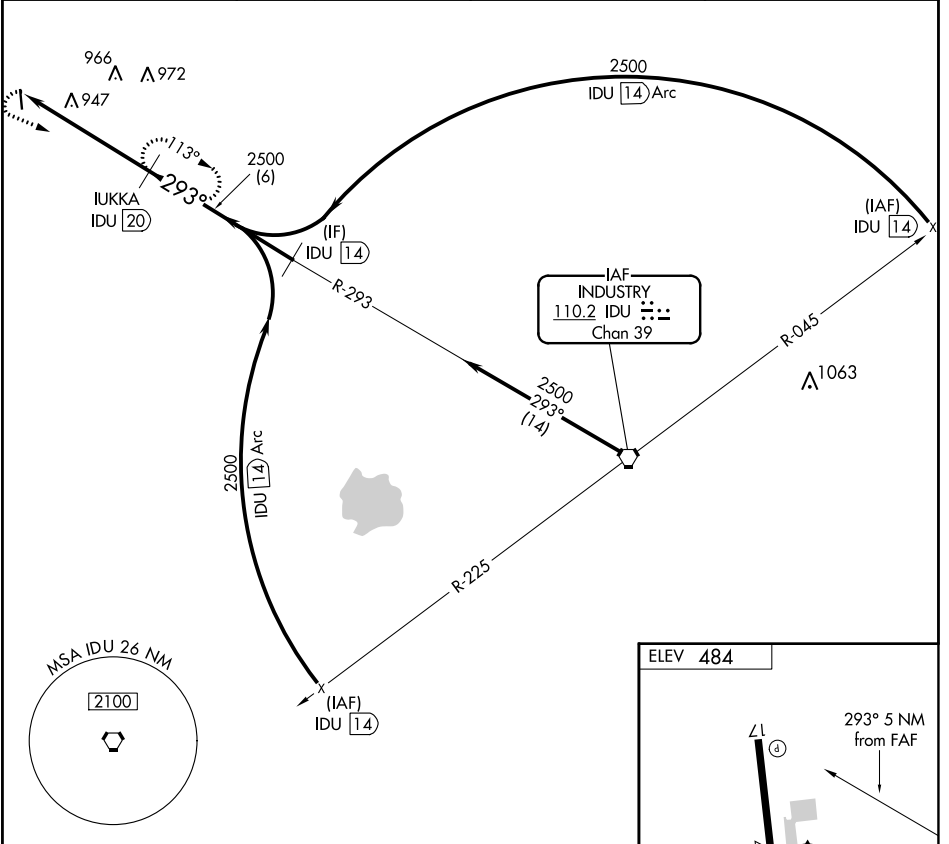 966
972
947
2500
IDU 14 Arc
113°
293°
2500
(6)
IUKKA
IDU 20
(IF)
IDU 14
(IAF)
IDU 14
R-293
IAF
INDUSTRY
110.2 IDU
Chan 39
R-045
1063
2500
293°
(14)
2500
IDU 14 Arc
R-225
(IAF)
IDU 14
MSA IDU 26 NM
2100
ELEV 484
17
P
293° 5 NM
from FAF